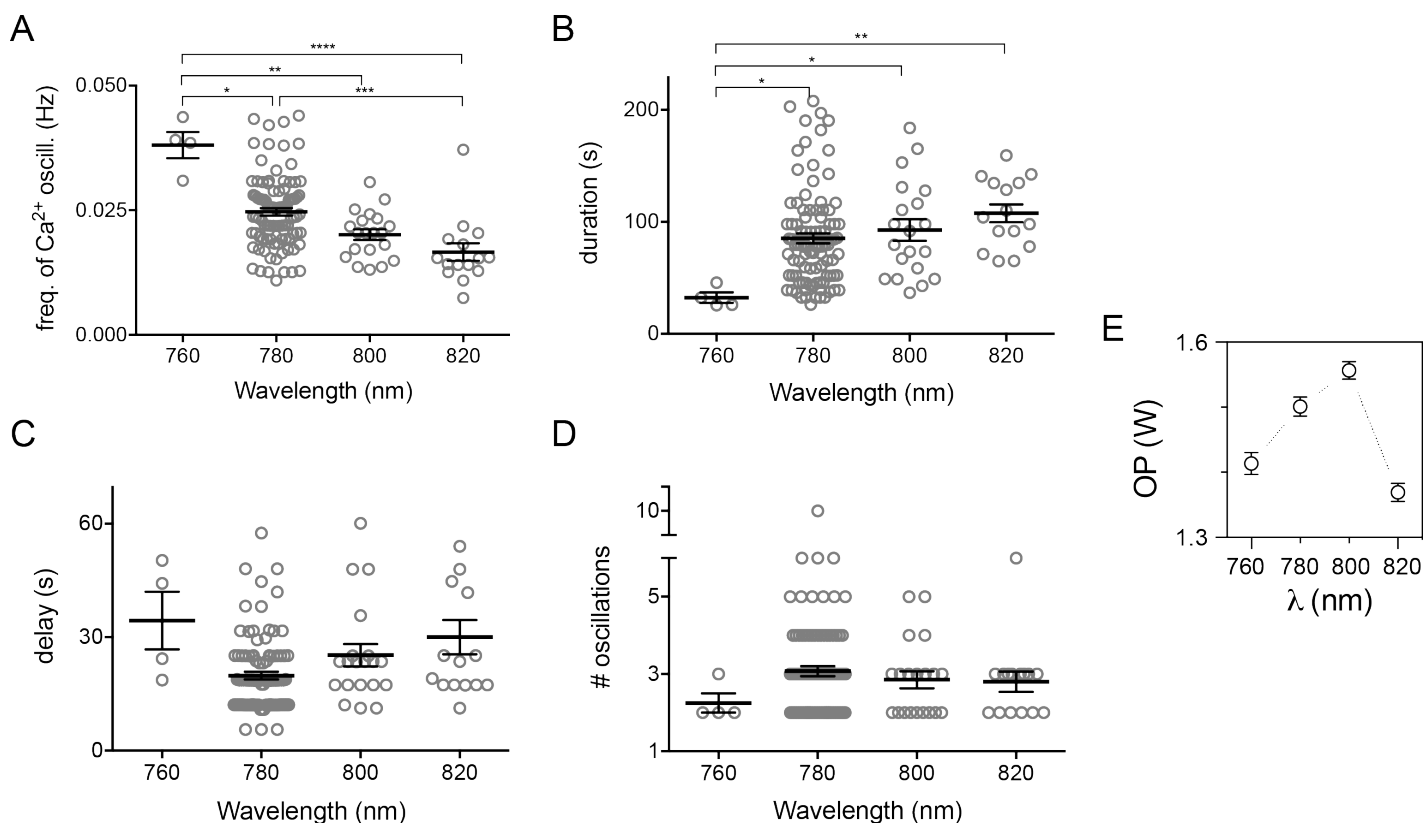 A
****
**
*
***
0.050
0.025
0.000
freq. of Ca2+ oscill. (Hz)
760 780 800 820
Wavelength (nm)
B
**
*
*
200
100
0
duration (s)
760 780 800 820
Wavelength (nm)
C
60
30
0
delay (s)
760 780 800 820
Wavelength (nm)
D
10
5
3
1
# oscillations
760 780 800 820
Wavelength (nm)
E
1.6
1.3
OP (W)
760 780 800 820
λ (nm)